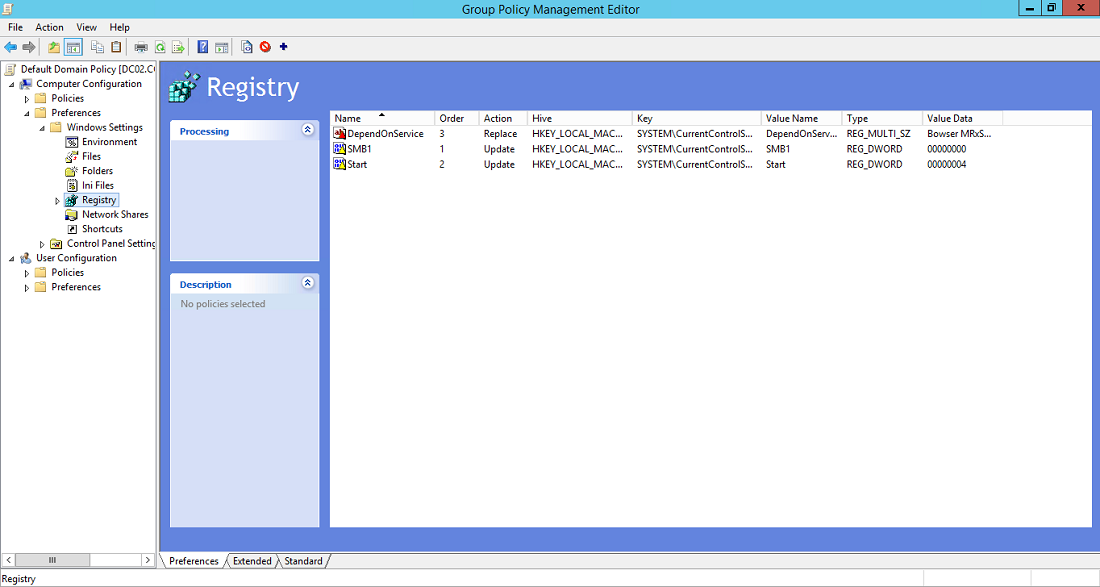 Group Policy Management Editor
File Action View Help
Default Domain Policy [DC02.C
Computer Configuration
Policies
Preferences
Windows Settings
Environment
Files
Folders
Ini Files
Registry
Network Shares
Shortcuts
Control Panel Setting
User Configuration
Policies
Preferences
Registry
Processing
Description
No policies selected
Name Order Action Hive Key Value Name Type Value Data
DependOnService 3 Replace HKEY_LOCAL_MAC... SYSTEM\CurrentControlS... DependOnServ... REG_MULTI_SZ Bowser MRxS...
SMB1 1 Update HKEY_LOCAL_MAC... SYSTEM\CurrentControlS... SMB1 REG_DWORD 00000000
Start 2 Update HKEY_LOCAL_MAC... SYSTEM\CurrentControlS... Start REG_DWORD 00000004
Preferences Extended Standard
Registry